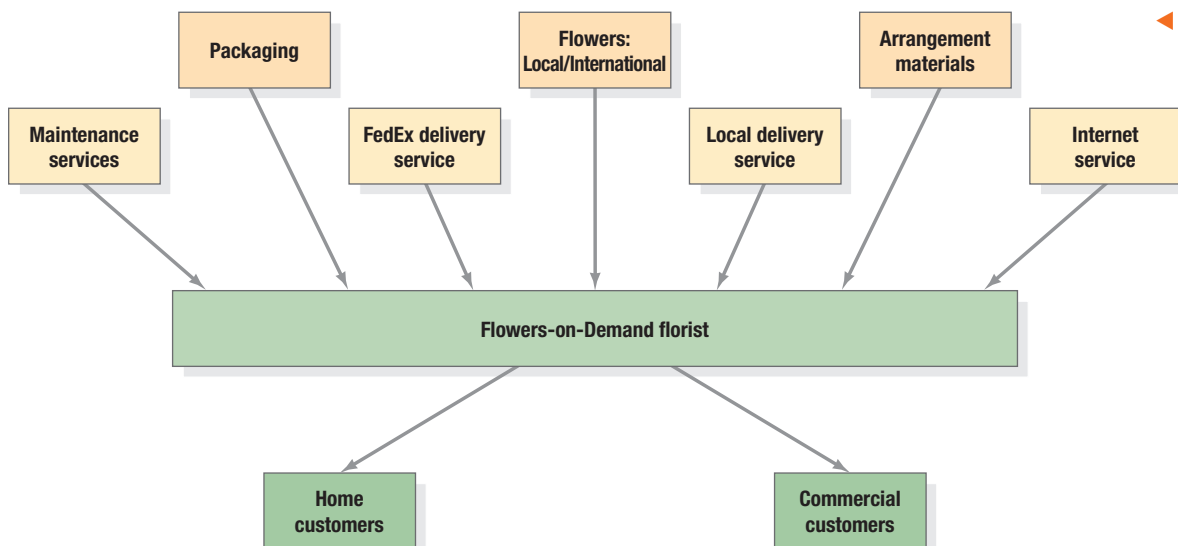 Packaging
Flowers:
Local/International
Arrangement
materials
Maintenance
services
FedEx delivery
service
Local delivery
service
Internet
service
Flowers-on-Demand florist
Home
customers
Commercial
customers